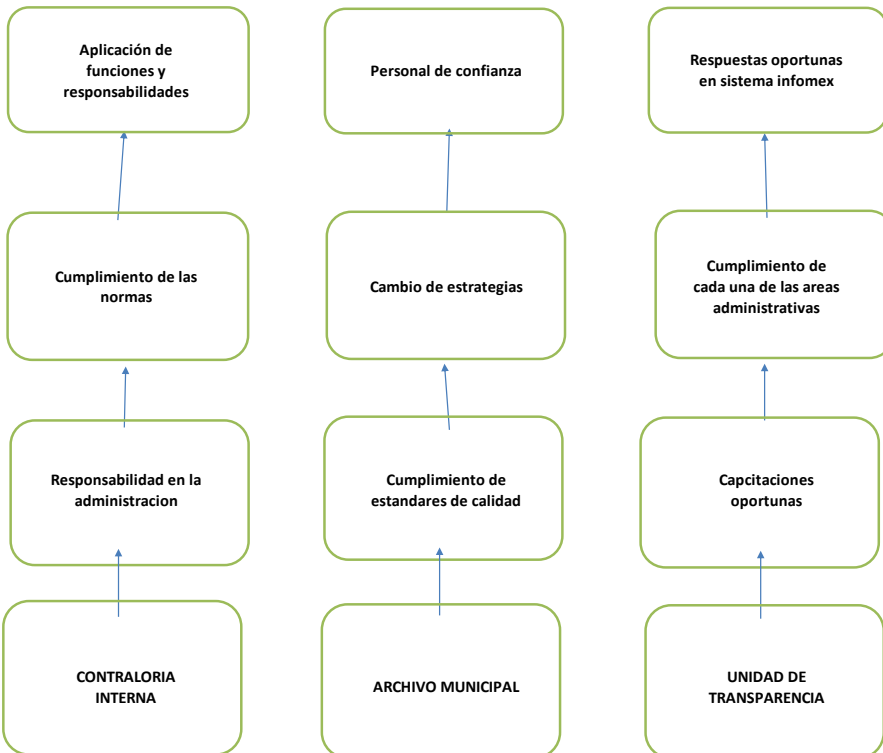 Aplicación de
funciones y
responsabilidades
Personal de confianza
Respuestas oportunas
en sistema infomex
Cumplimiento de las
normas
Cambio de estrategias
Cumplimiento de
cada una de las areas
administrativas
Responsabilidad en la
administracion
Cumplimiento de
estandares de calidad
Capcitaciones
oportunas
CONTRALORIA
INTERNA
ARCHIVO MUNICIPAL
UNIDAD DE
TRANSPARENCIA